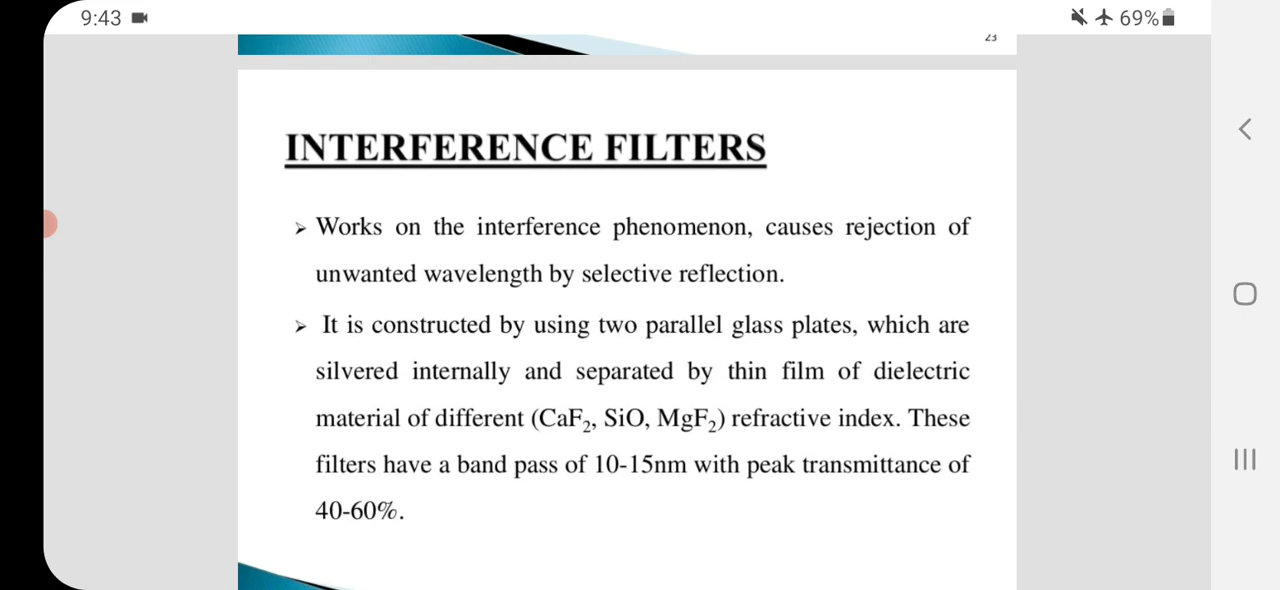 9:43
69%
23
INTERFERENCE FILTERS
➢ Works on the interference phenomenon, causes rejection of
unwanted wavelength by selective reflection.
➢ It is constructed by using two parallel glass plates, which are
silvered internally and separated by thin film of dielectric
material of different (CaF₂, SiO, MgF₂) refractive index. These
filters have a band pass of 10-15nm with peak transmittance of
40-60%.